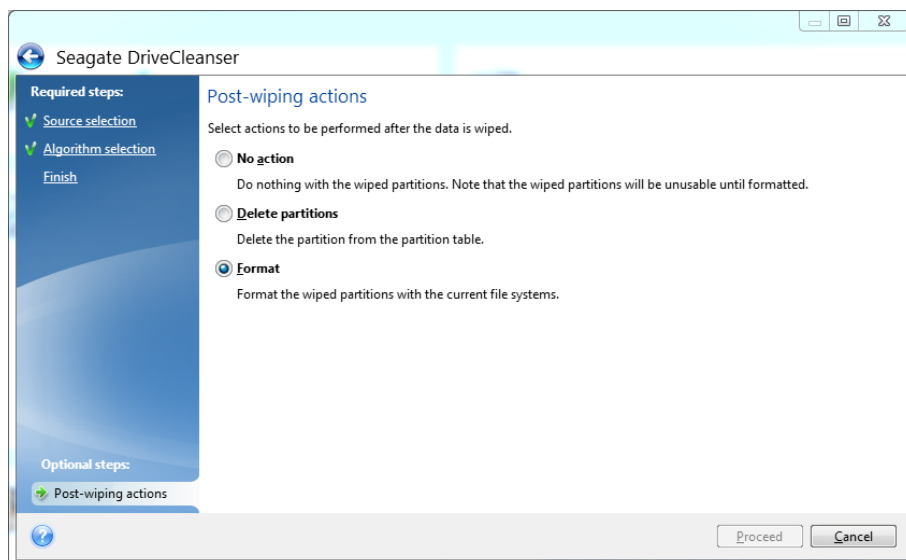 Seagate DriveCleanser
Required steps:
Source selection
Algorithm selection
Finish
Post-wiping actions
Select actions to be performed after the data is wiped.
No action
Do nothing with the wiped partitions. Note that the wiped partitions will be unusable until formatted.
Delete partitions
Delete the partition from the partition table.
Format
Format the wiped partitions with the current file systems.
Optional steps:
Post-wiping actions
Proceed
Cancel